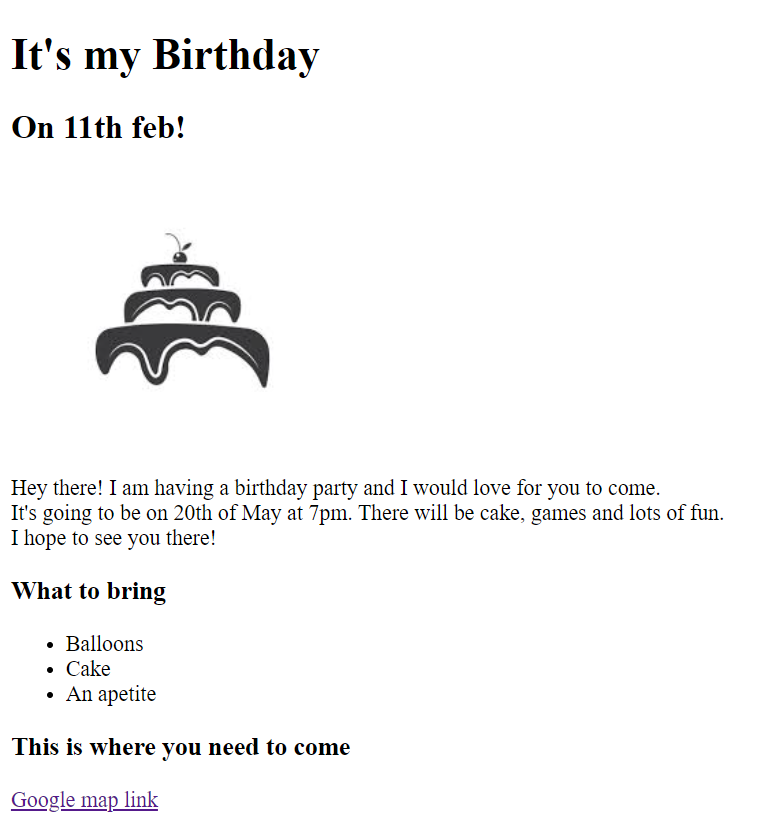 It's my Birthday
On 11th feb!
Hey there! I am having a birthday party and I would love for you to come.
It's going to be on 20th of May at 7pm. There will be cake, games and lots of fun.
I hope to see you there!
What to bring
Balloons
Cake
An apetite
This is where you need to come
Google map link